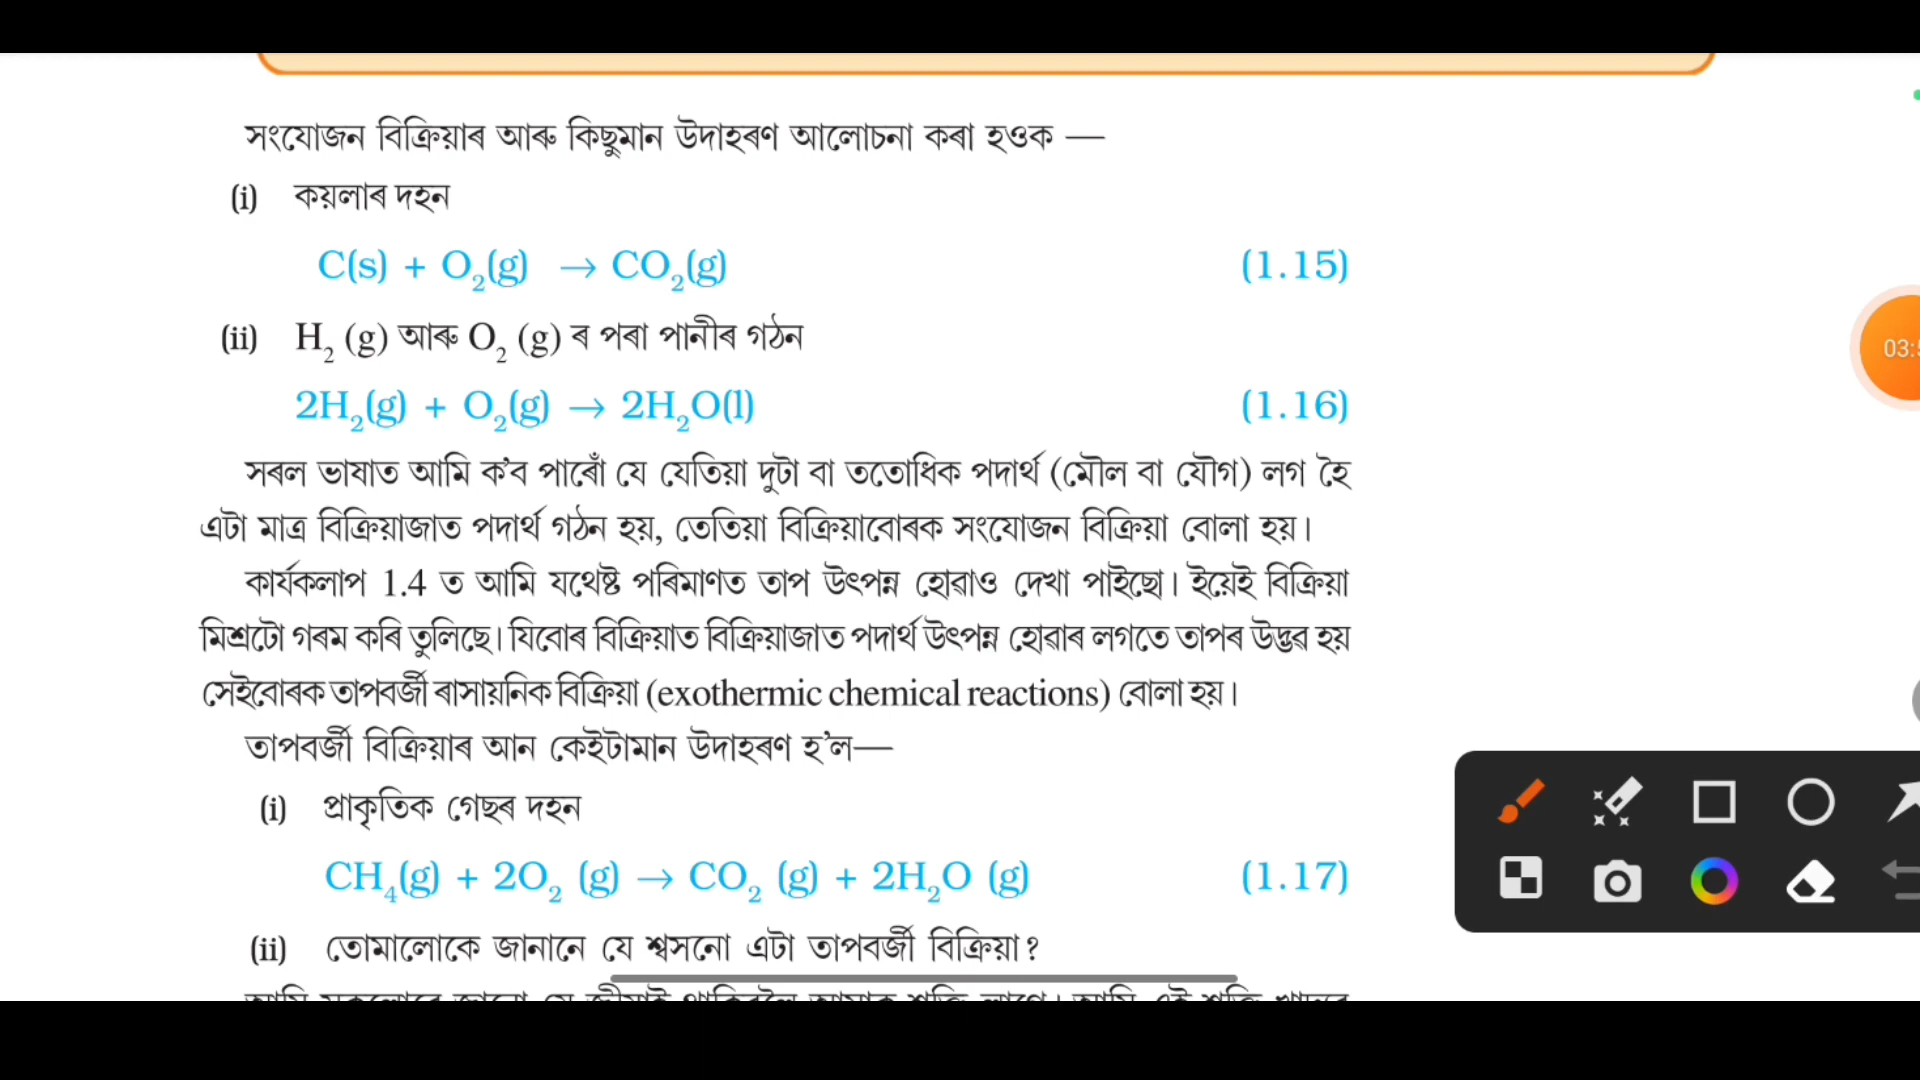 সংযোজন বিক্ৰিয়াৰ আৰু কিছুমান উদাহৰণ আলোচনা কৰা হওক —
(i) কয়লাৰ দহন
C(s) + O₂(g) → CO₂(g) (1.15)
(ii) H₂ (g) আৰু O₂ (g) ৰ পৰা পানীৰ গঠন
2H₂(g) + O₂(g) → 2H₂O(l) (1.16)
সৰল ভাষাত আমি ক'ব পাৰোঁ যে যেতিয়া দুটা বা ততোধিক পদাৰ্থ (মৌল বা যৌগ) লগ হৈ
এটা মাত্ৰ বিক্ৰিয়াজাত পদাৰ্থ গঠন হয়, তেতিয়া বিক্ৰিয়াবোৰক সংযোজন বিক্ৰিয়া বোলা হয়।
কাৰ্যকলাপ 1.4 ত আমি যথেষ্ট পৰিমাণত তাপ উৎপন্ন হোৱাও দেখা পাইছো। ইয়েই বিক্ৰিয়া
মিশ্ৰটো গৰম কৰি তুলিছে। যিবোৰ বিক্ৰিয়াত বিক্ৰিয়াজাত পদাৰ্থ উৎপন্ন হোৱাৰ লগতে তাপৰ উদ্ভৱ হয়
সেইবোৰক তাপবৰ্জী ৰাসায়নিক বিক্ৰিয়া (exothermic chemical reactions) বোলা হয়।
তাপবৰ্জী বিক্ৰিয়াৰ আন কেইটামান উদাহৰণ হ'ল—
(i) প্ৰাকৃতিক গেছৰ দহন
CH₄(g) + 2O₂ (g) → CO₂ (g) + 2H₂O (g) (1.17)
(ii) তোমালোকে জানানে যে শ্বসনো এটা তাপবৰ্জী বিক্ৰিয়া?